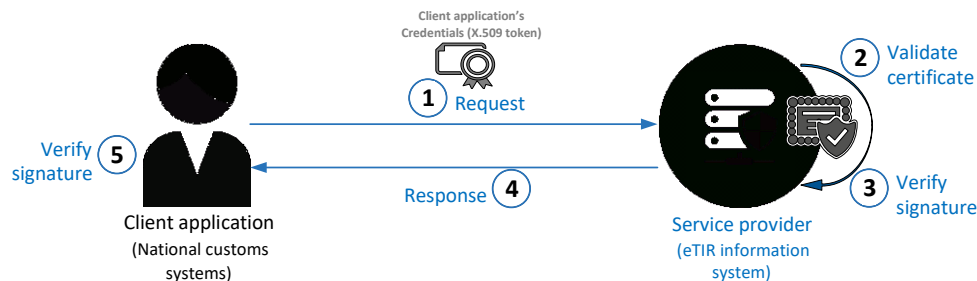 Client application's
Credentials (X.509 token)
1 Request
2 Validate
certificate
Verify 5
signature
Response 4
3 Verify
signature
Client application
(National customs
systems)
Service provider
(eTIR information
system)